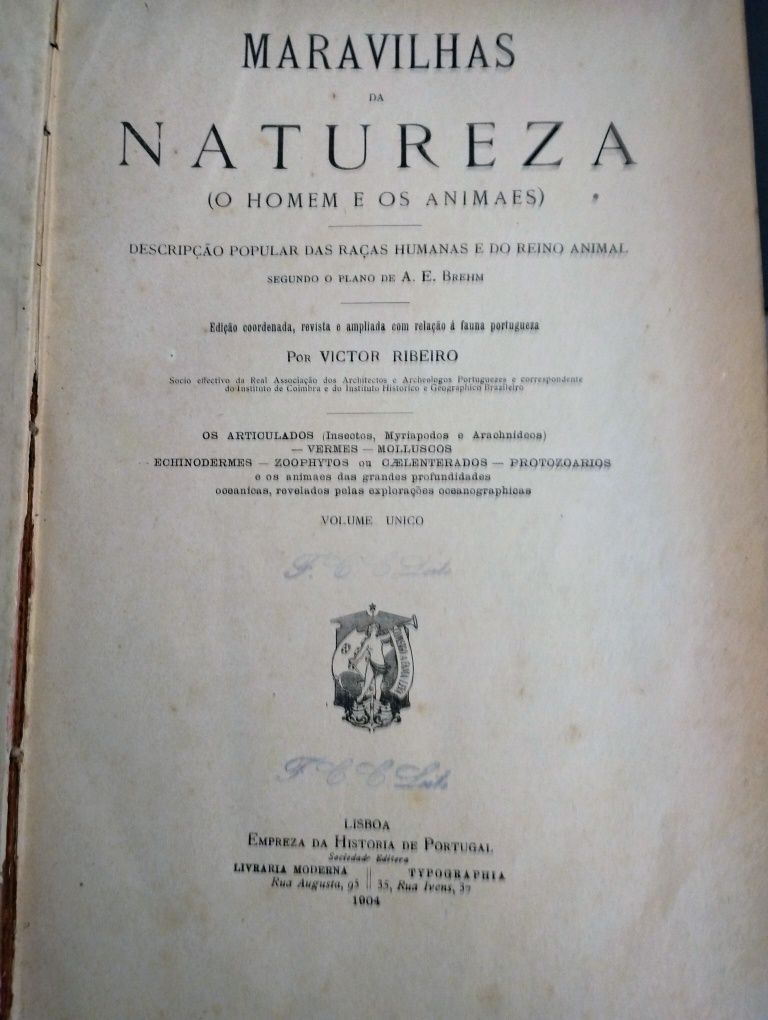 MARAVILHAS
DA
NATUREZA
(O HOMEM E OS ANIMAES)
DESCRIPÇÃO POPULAR DAS RAÇAS HUMANAS E DO REINO ANIMAL
SEGUNDO O PLANO DE A. E. BREHM
Edição coordenada, revista e ampliada com relação á fauna portugueza
POR VICTOR RIBEIRO
Socio effectivo da Real Associação dos Architectos e Archeologos Portuguezes e correspondente
do Instituto de Coimbra e do Instituto Historico e Geographico Brazileiro
OS ARTICULADOS (Insectos, Myriapodos e Arachnideos)
— VERMES — MOLLUSCOS
ECHINODERMES — ZOOPHYTOS ou CÆLENTERADOS — PROTOZOARIOS
e os animaes das grandes profundidades
oceanicas, revelados pelas explorações oceanographicas
VOLUME UNICO
F. C. C.
F C C
LISBOA
EMPREZA DA HISTORIA DE PORTUGAL
Sociedade Editora
LIVRARIA MODERNA || TYPOGRAPHIA
Rua Augusta, 95 || 35, Rua Ivens, 37
1904